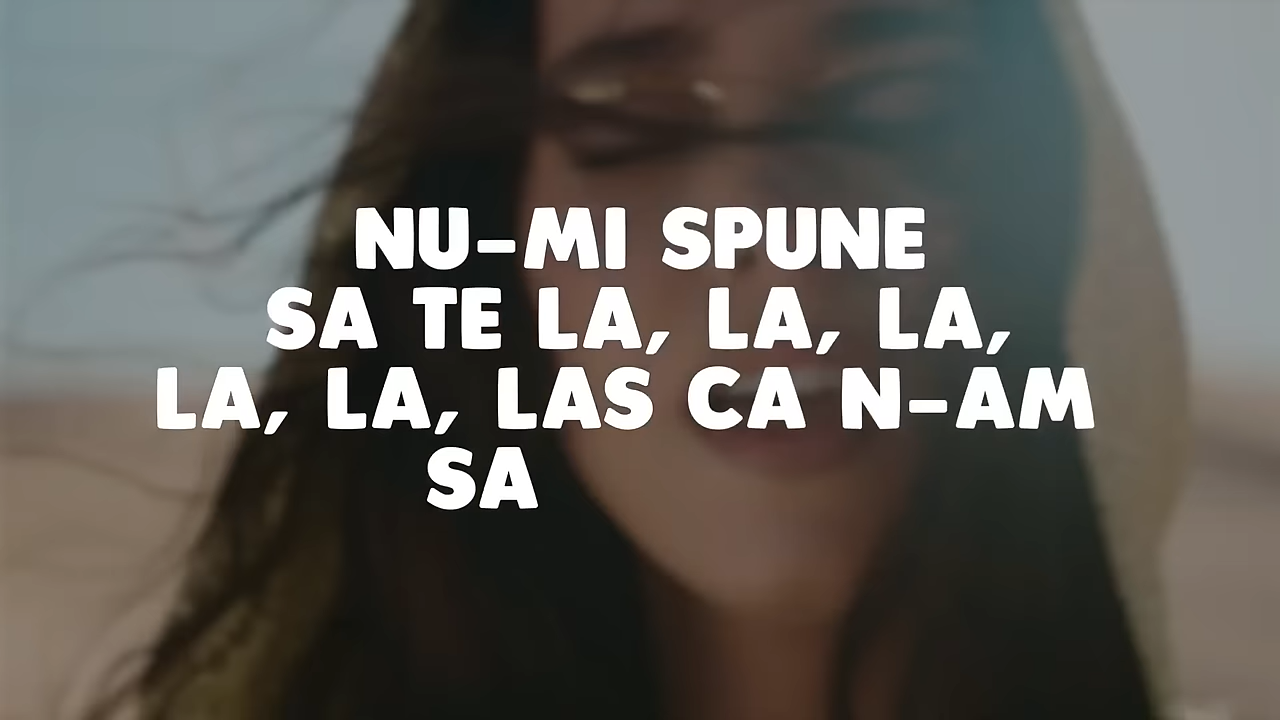 NU-MI SPUNE
SA TE LA, LA, LA,
LA, LA, LAS CA N-AM
SA